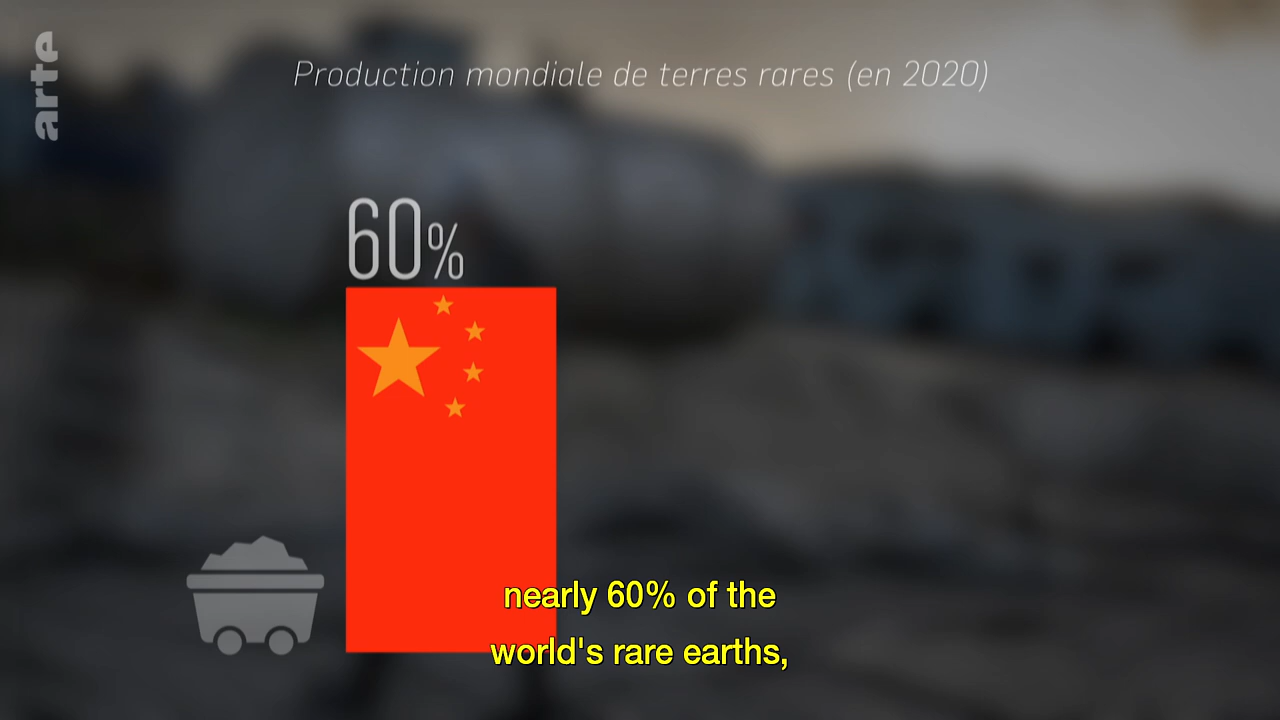 arte
Production mondiale de terres rares (en 2020)
60%
nearly 60% of the
world's rare earths,